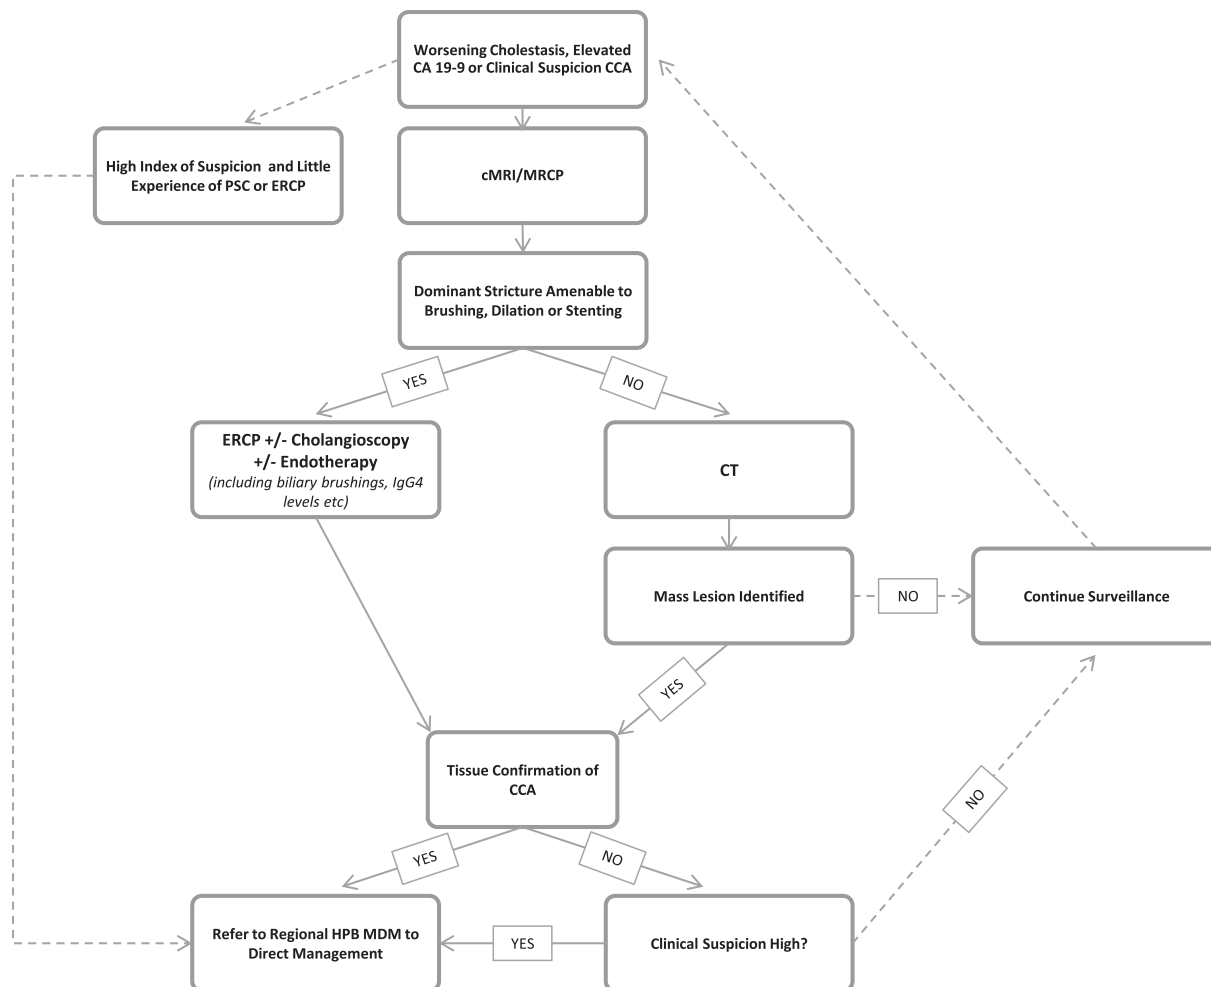 Worsening Cholestasis, Elevated
CA 19-9 or Clinical Suspicion CCA
High Index of Suspicion and Little
Experience of PSC or ERCP
cMRI/MRCP
Dominant Stricture Amenable to
Brushing, Dilation or Stenting
YES
NO
ERCP +/- Cholangioscopy
+/- Endotherapy
(including biliary brushings, IgG4
levels etc)
CT
Mass Lesion Identified
NO
Continue Surveillance
YES
Tissue Confirmation of
CCA
NO
YES
NO
Refer to Regional HPB MDM to
Direct Management
YES
Clinical Suspicion High?